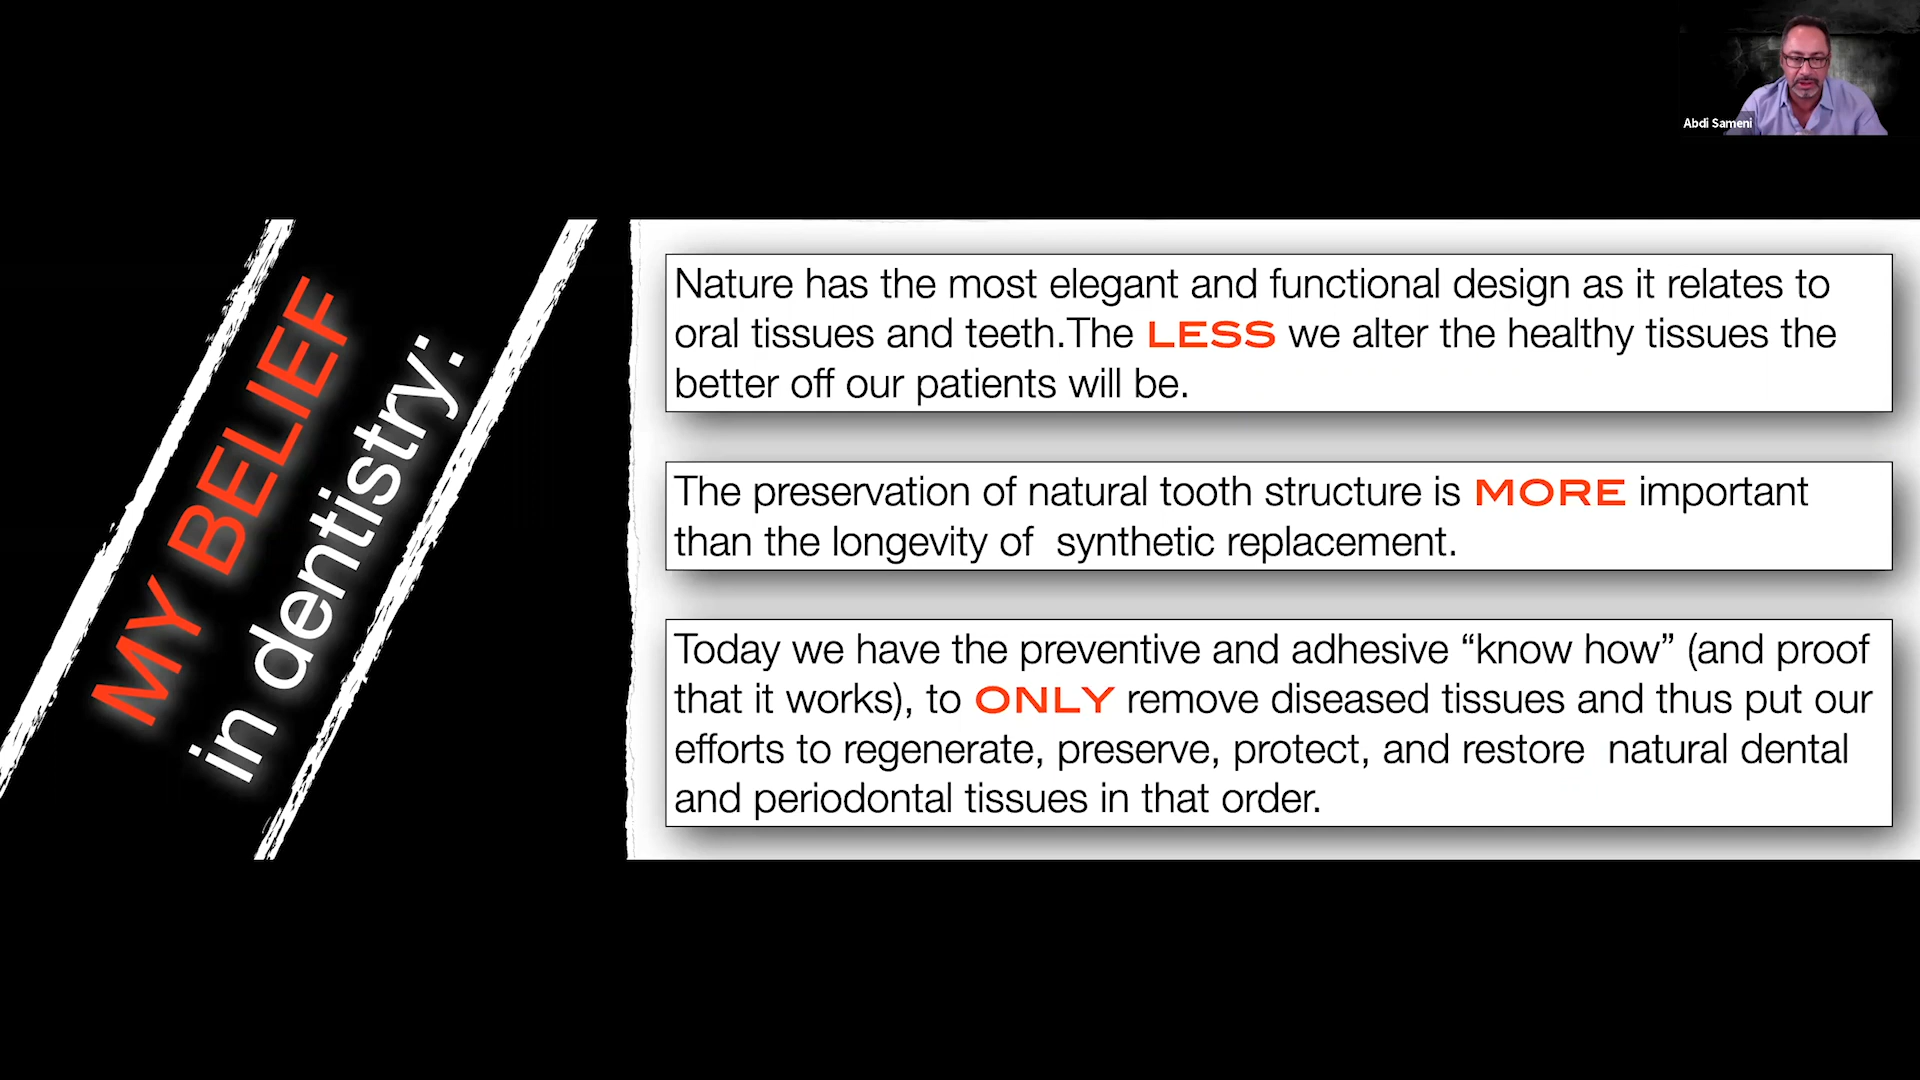 Abdi Sameni
MY BELIEF
in dentistry:
Nature has the most elegant and functional design as it relates to
oral tissues and teeth.The LESS we alter the healthy tissues the
better off our patients will be.
The preservation of natural tooth structure is MORE important
than the longevity of synthetic replacement.
Today we have the preventive and adhesive “know how” (and proof
that it works), to ONLY remove diseased tissues and thus put our
efforts to regenerate, preserve, protect, and restore natural dental
and periodontal tissues in that order.